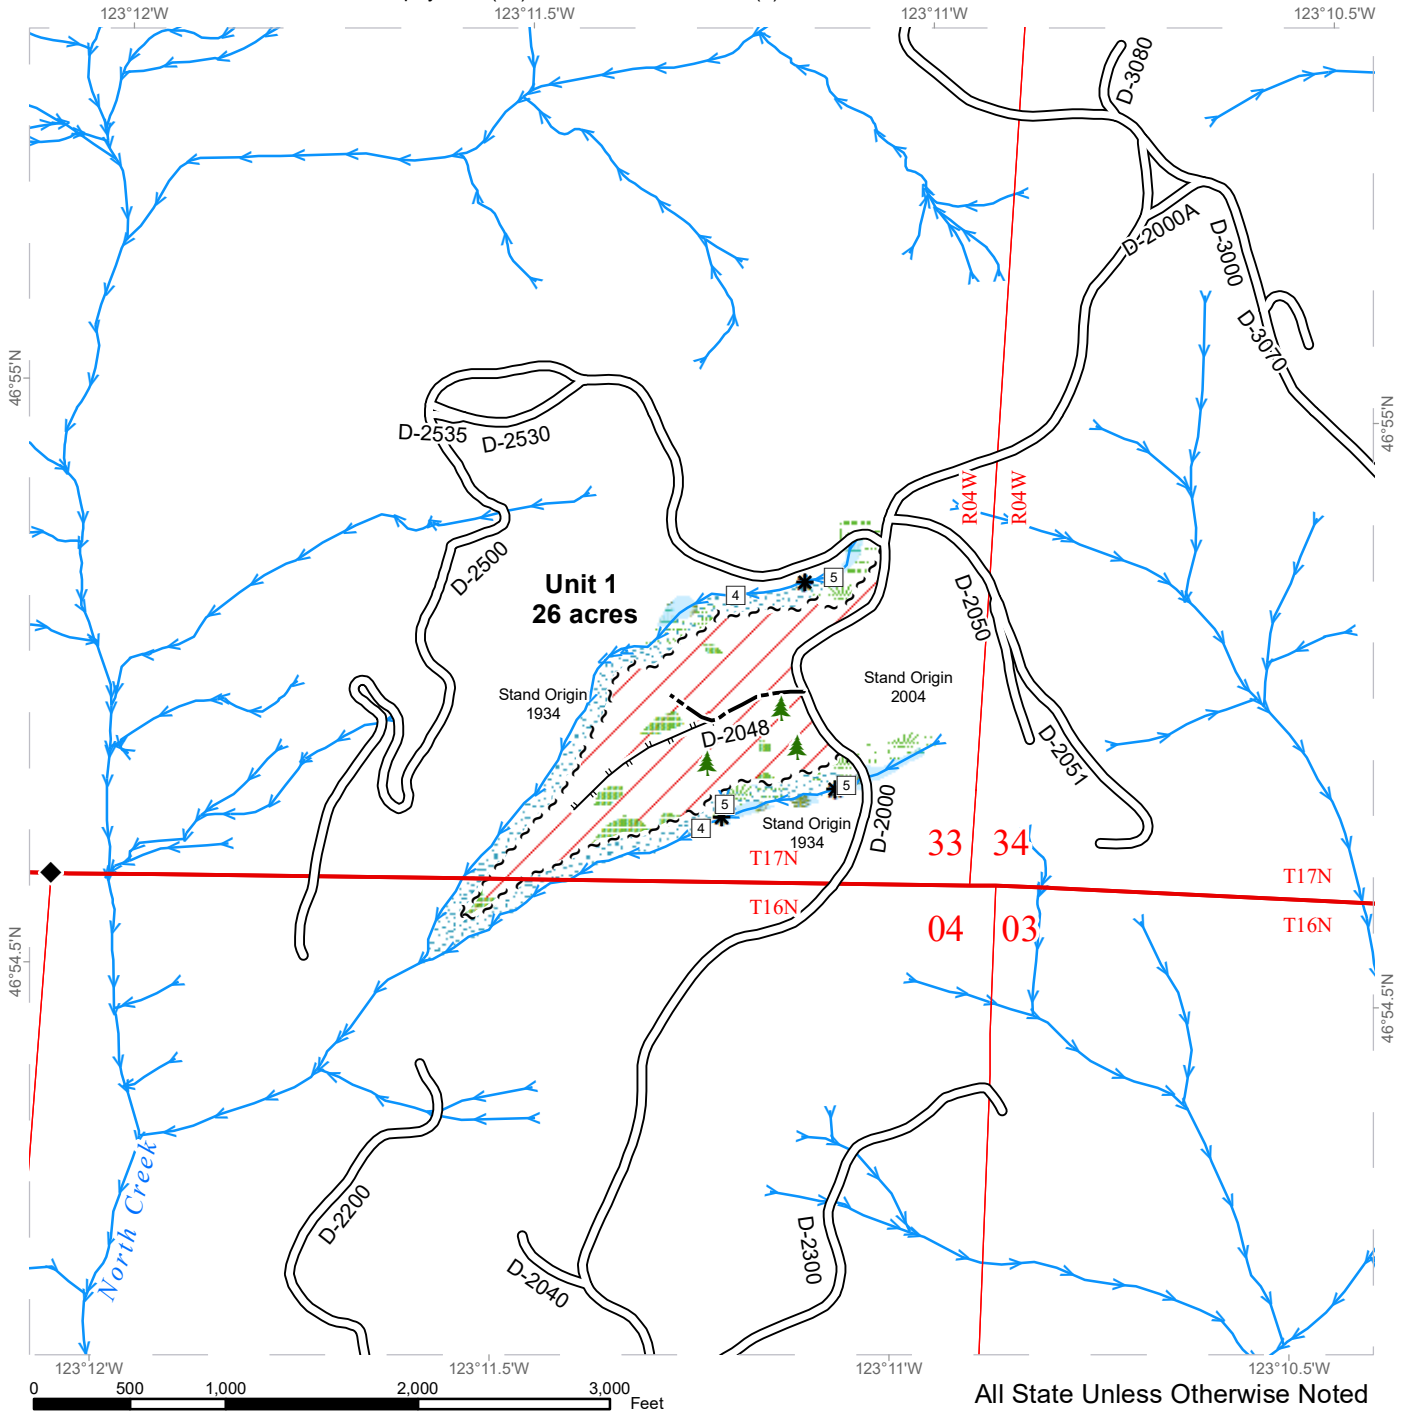 123°12'W
123°11.5'W
123°11'W
123°10.5'W
D-3080
D-2000A
D-3000
D-3070
46°55'N
46°55'N
D-2535
D-2530
R04W
R04W
D-2500
Unit 1
26 acres
5
4
D-2050
Stand Origin
1934
Stand Origin
2004
D-2048
D-2051
5
5
4
Stand Origin
1934
D-2000
33
34
T17N
T17N
T16N
T16N
04
03
46°54.5'N
46°54.5'N
North Creek
D-2200
D-2040
D-2300
123°12'W
123°11.5'W
123°11'W
123°10.5'W
0
500
1,000
2,000
3,000
Feet
All State Unless Otherwise Noted